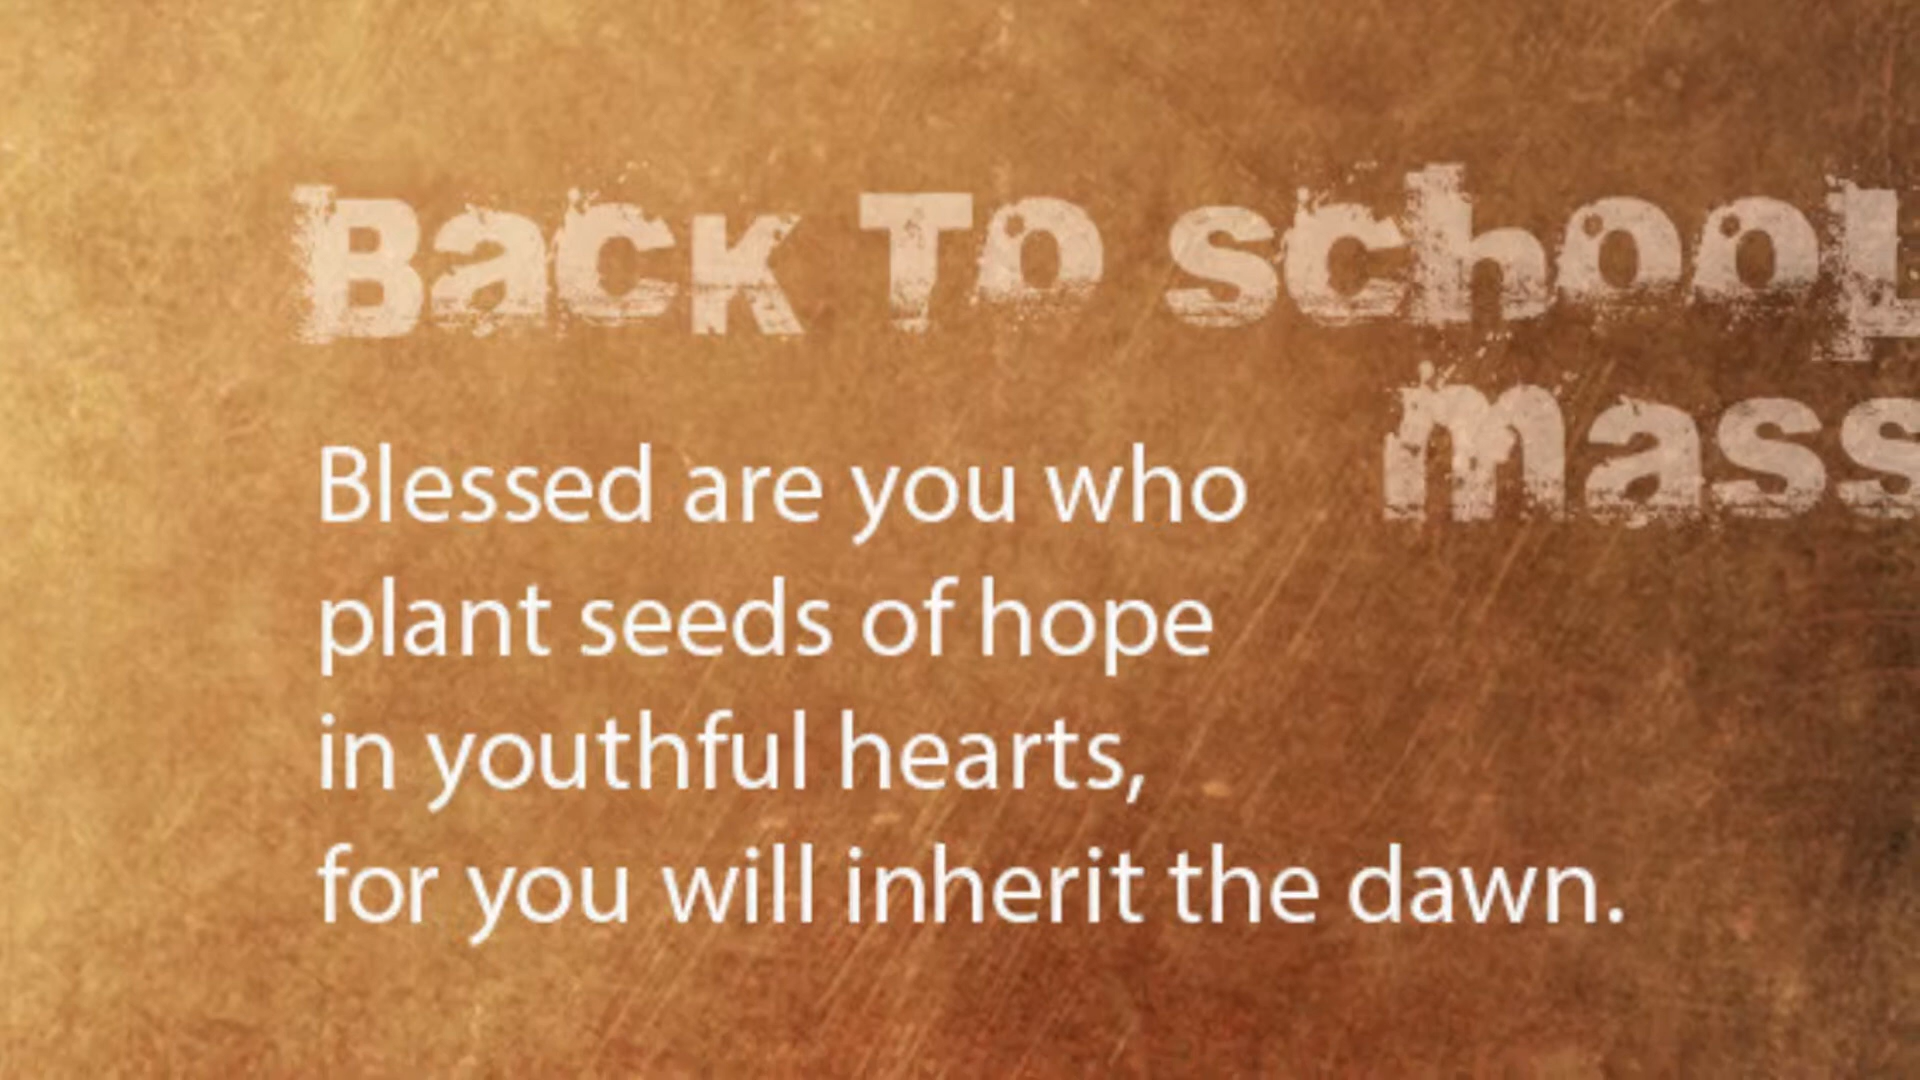 Back To school
mass
Blessed are you who
plant seeds of hope
in youthful hearts,
for you will inherit the dawn.